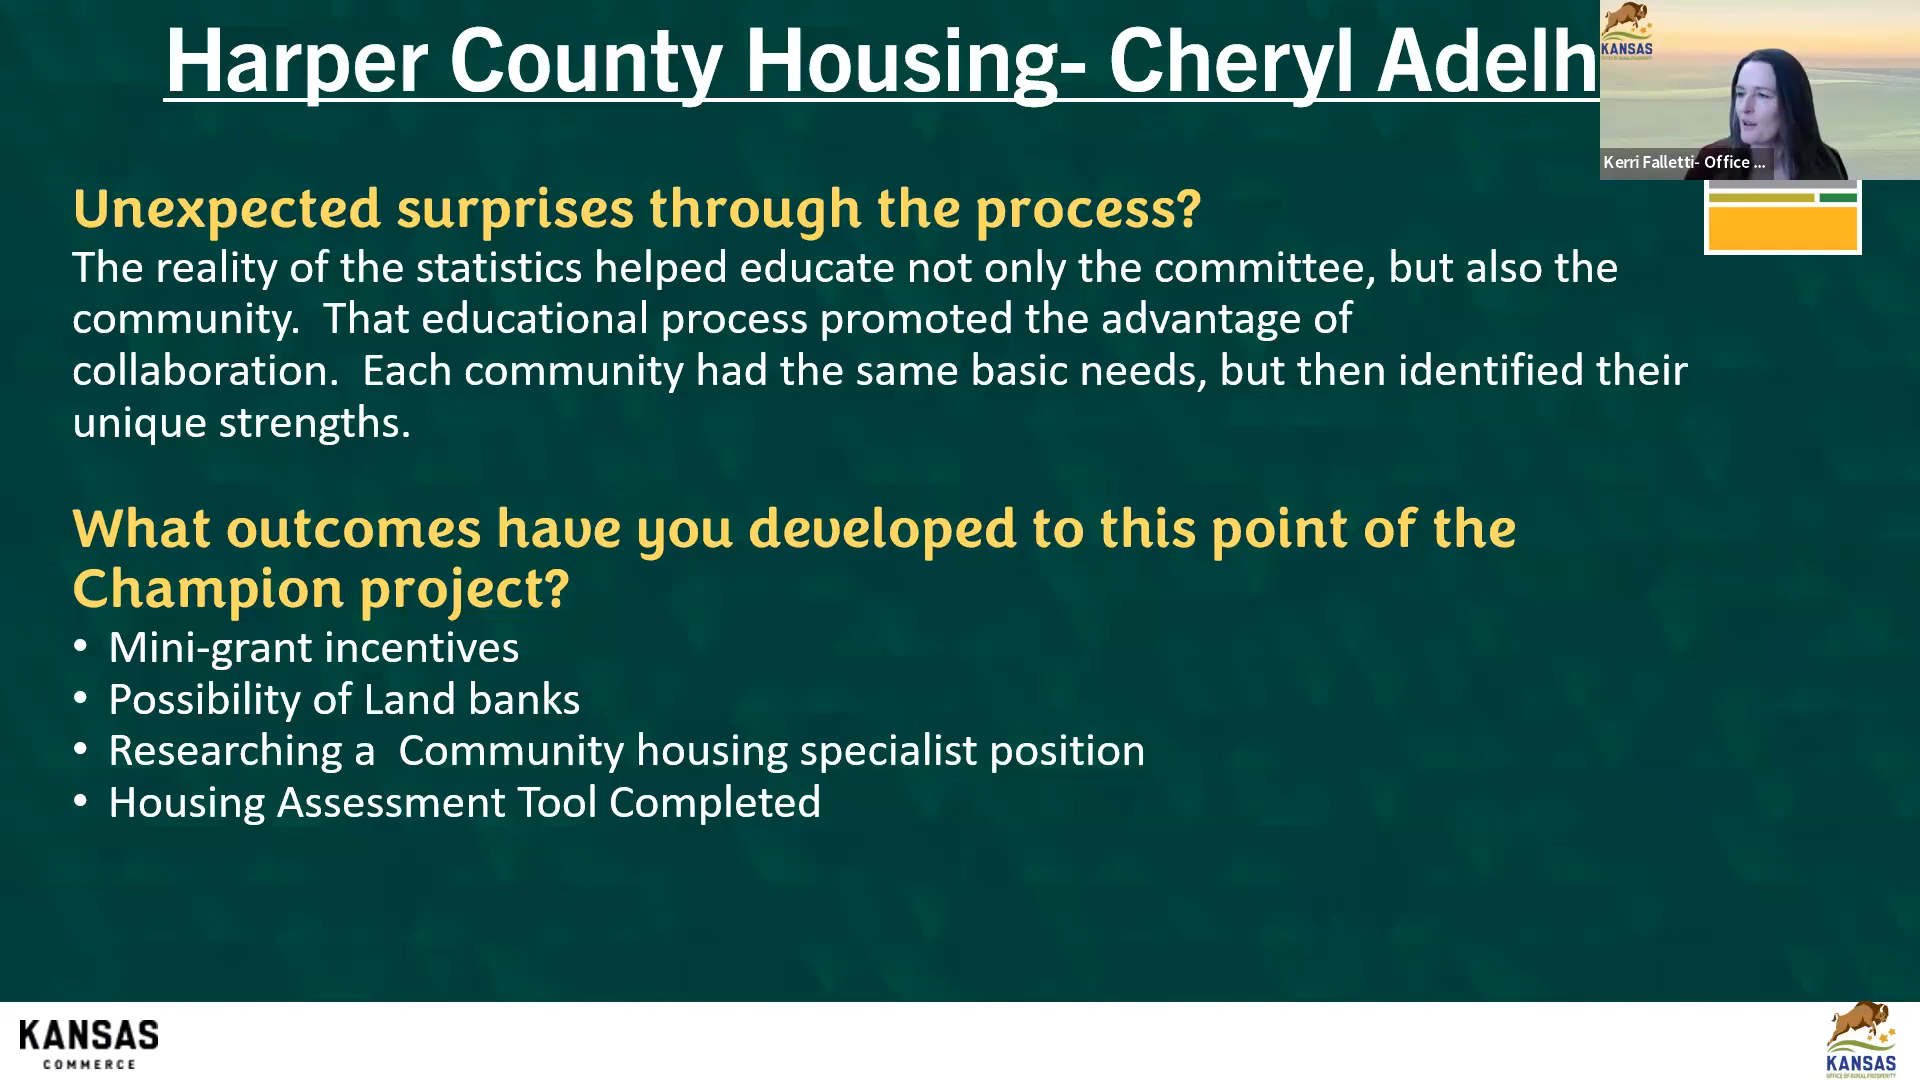 Harper County Housing- Cheryl Adelh
KANSAS
Kerri Falletti- Office ...
Unexpected surprises through the process?
The reality of the statistics helped educate not only the committee, but also the
community.  That educational process promoted the advantage of
collaboration.  Each community had the same basic needs, but then identified their
unique strengths.
What outcomes have you developed to this point of the
Champion project?
• Mini-grant incentives
• Possibility of Land banks
• Researching a  Community housing specialist position
• Housing Assessment Tool Completed
KANSAS
COMMERCE
KANSAS
OFFICE OF RURAL PROSPERITY